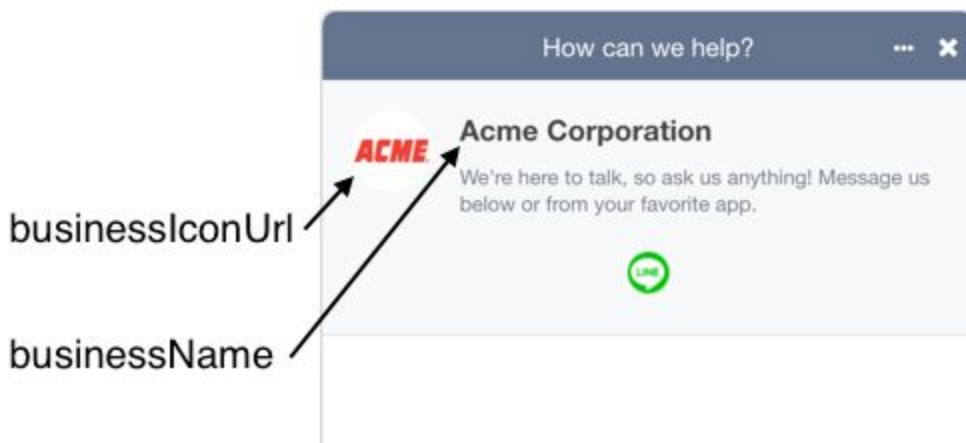 How can we help?
ACME
Acme Corporation
We're here to talk, so ask us anything! Message us
below or from your favorite app.
LINE
businessIconUrl
businessName